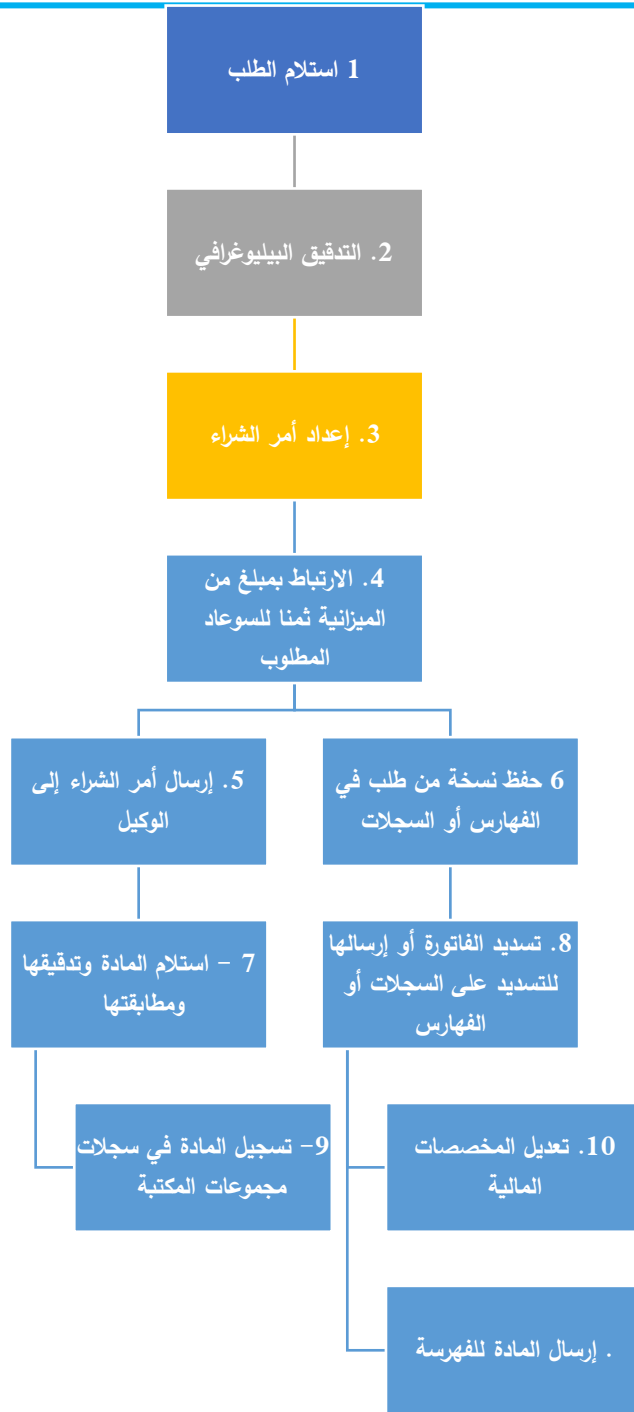 1 استلام الطلب
2. التدقيق البيليوغرافي
3. إعداد أمر الشراء
4. الارتباط بمبلغ من
الميزانية ثمنا للسوعاد
المطلوب
5. إرسال أمر الشراء إلى
الوكيل
6 حفظ نسخة من طلب في
الفهارس أو السجلات
7 - استلام المادة وتدقيقها
ومطابقتها
8. تسديد الفاتورة أو إرسالها
للتسديد على السجلات أو
الفهارس
9- تسجيل المادة في سجلات
مجموعات المكتبة
10. تعديل المخصصات
المالية
. إرسال المادة للفهرسة